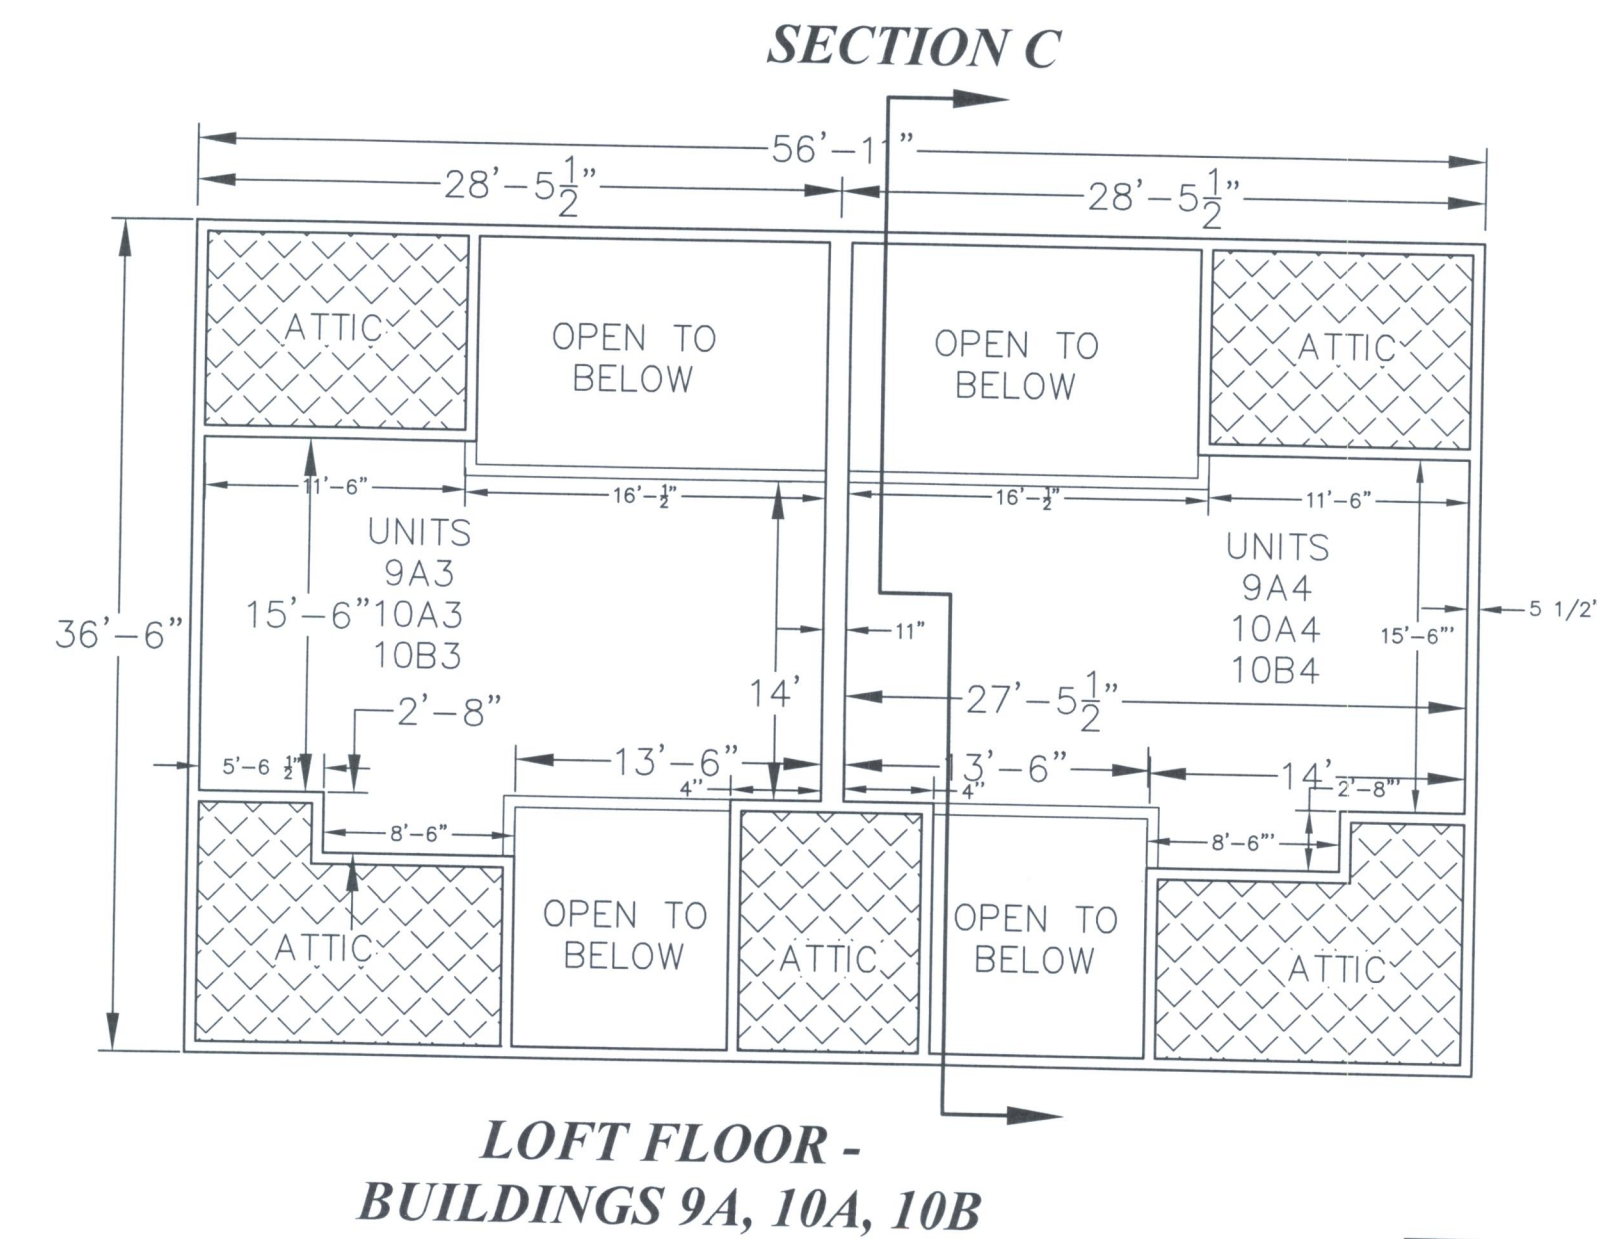 SECTION C
56'-11"
28'-5 1/2"
28'-5 1/2"
ATTIC
OPEN TO
BELOW
OPEN TO
BELOW
ATTIC
11'-6"
16'-1/2"
16'-1/2"
11'-6"
UNITS
9A3
10A3
10B3
UNITS
9A4
10A4
10B4
36'-6"
15'-6"
11"
15'-6"'
5 1/2'
2'-8"
14'
27'-5 1/2"
5'-6 1/2"
13'-6"
4"
13'-6"
4"
14'
2'-8"'
8'-6"
8'-6"'
ATTIC
OPEN TO
BELOW
ATTIC
OPEN TO
BELOW
ATTIC
LOFT FLOOR -
BUILDINGS 9A, 10A, 10B